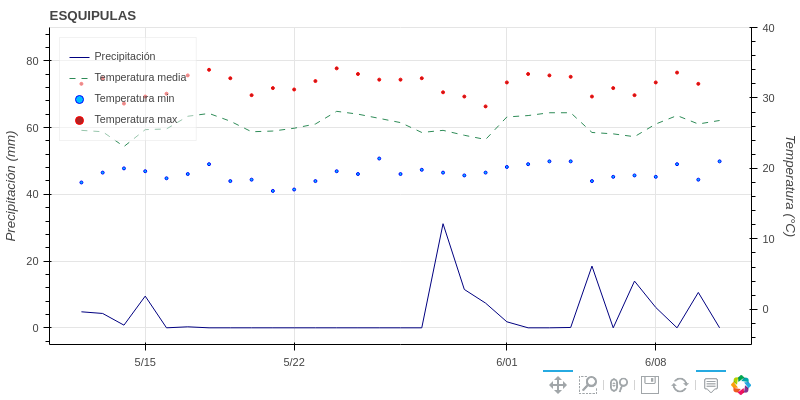 ESQUIPULAS
Precipitación
Temperatura media
Temperatura min
Temperatura max
Precipitación (mm)
80
60
40
20
0
40
30
20
10
0
Temperatura (°C)
5/15
5/22
6/01
6/08